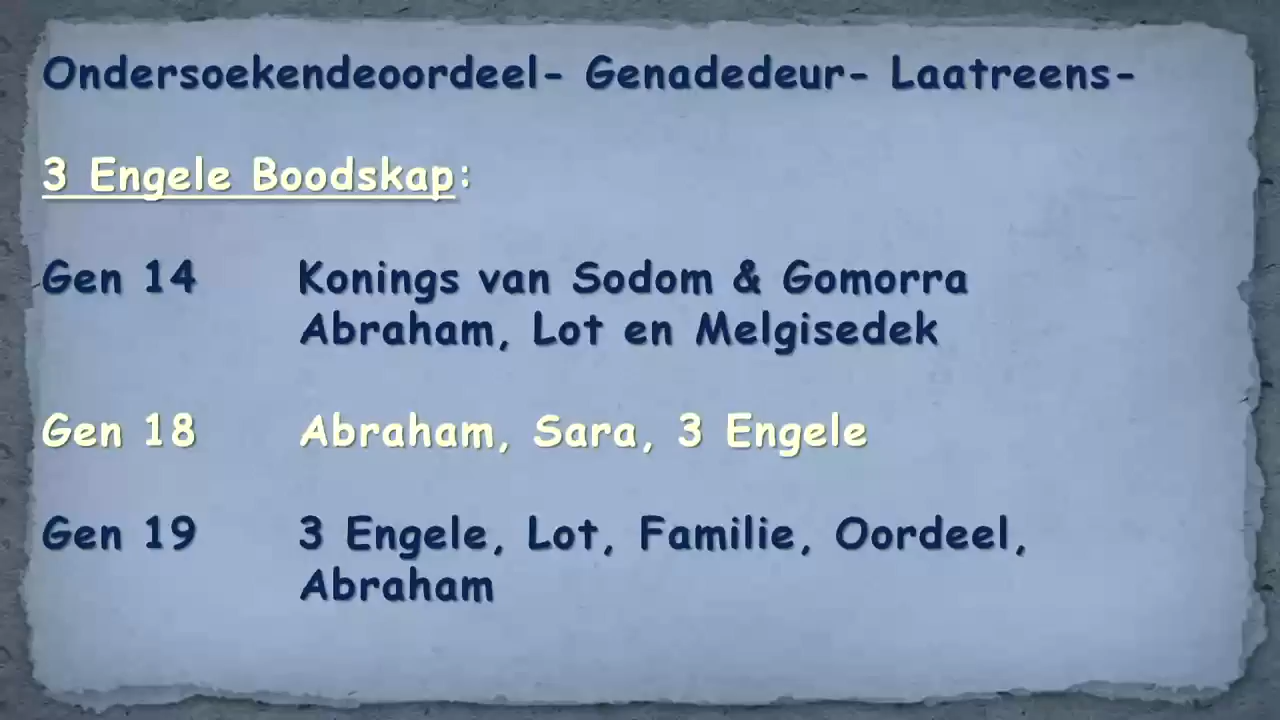 Ondersoekendeoordeel- Genadedeur- Laatreens-
3 Engele Boodskap:
Gen 14 Konings van Sodom & Gomorra
Abraham, Lot en Melgisedek
Gen 18 Abraham, Sara, 3 Engele
Gen 19 3 Engele, Lot, Familie, Oordeel,
Abraham